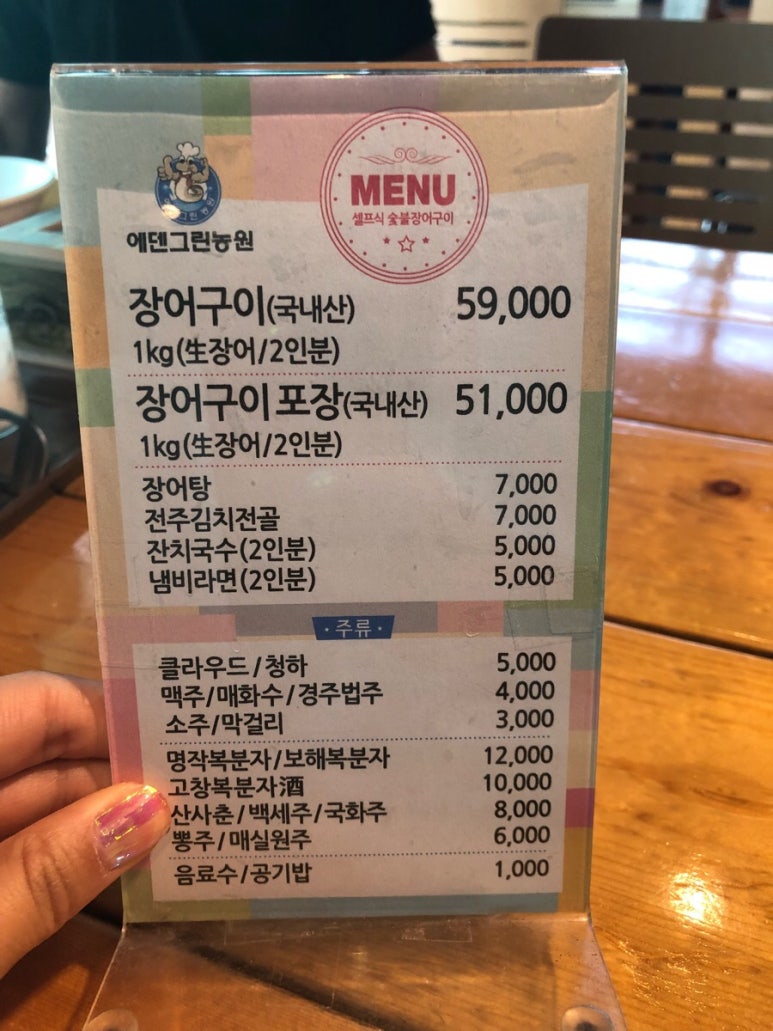 그린농원
에덴그린농원
MENU
셀프식 숯불장어구이
장어구이(국내산) 59,000
1kg(生장어/2인분)
장어구이 포장(국내산) 51,000
1kg(生장어/2인분)
장어탕 7,000
전주김치전골 7,000
잔치국수(2인분) 5,000
냄비라면(2인분) 5,000
·주류·
클라우드/청하 5,000
맥주/매화수/경주법주 4,000
소주/막걸리 3,000
명작복분자/보해복분자 12,000
고창복분자酒 10,000
산사춘/백세주/국화주 8,000
뽕주/매실원주 6,000
음료수/공기밥 1,000